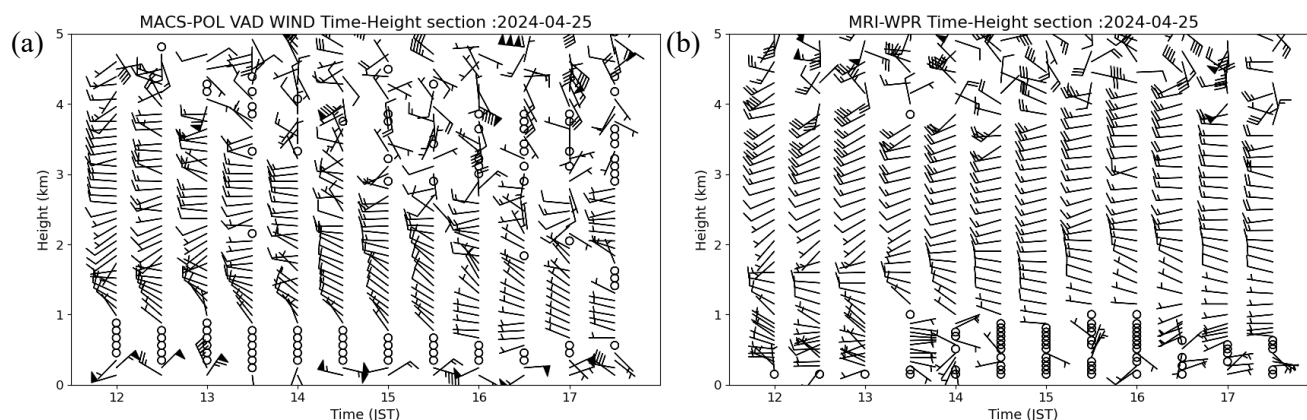 (a)
MACS-POL VAD WIND Time-Height section :2024-04-25
5
4
3
2
1
0
Height (km)
12 13 14 15 16 17
Time (JST)
(b)
MRI-WPR Time-Height section :2024-04-25
5
4
3
2
1
0
Height (km)
12 13 14 15 16 17
Time (JST)